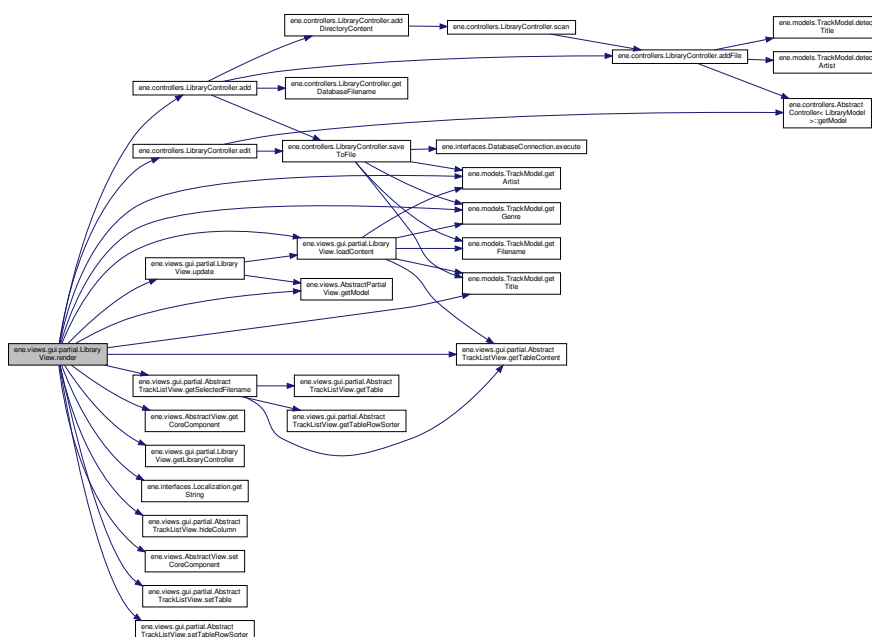 ene.controllers.LibraryController.add
DirectoryContent
ene.controllers.LibraryController.scan
ene.models.TrackModel.detec
Title
ene.controllers.LibraryController.addFile
ene.models.TrackModel.detec
Artist
ene.controllers.LibraryController.add
ene.controllers.LibraryController.get
DatabaseFilename
ene.controllers.Abstract
Controller< LibraryModel
>::getModel
ene.controllers.LibraryController.edit
ene.controllers.LibraryController.save
ToFile
ene.interfaces.DatabaseConnection.execute
ene.models.TrackModel.get
Artist
ene.models.TrackModel.get
Genre
ene.views.gui.partial.Library
View.loadContent
ene.models.TrackModel.get
Filename
ene.views.gui.partial.Library
View.update
ene.models.TrackModel.get
Title
ene.views.AbstractPartial
View.getModel
ene.views.gui.partial.Library
View.render
ene.views.gui.partial.Abstract
TrackListView.getTableContent
ene.views.gui.partial.Abstract
TrackListView.getSelectedFilename
ene.views.gui.partial.Abstract
TrackListView.getTable
ene.views.AbstractView.get
CoreComponent
ene.views.gui.partial.Abstract
TrackListView.getTableRowSorter
ene.views.gui.partial.Library
View.getLibraryController
ene.interfaces.Localization.get
String
ene.views.gui.partial.Abstract
TrackListView.hideColumn
ene.views.AbstractView.set
CoreComponent
ene.views.gui.partial.Abstract
TrackListView.setTable
ene.views.gui.partial.Abstract
TrackListView.setTableRowSorter